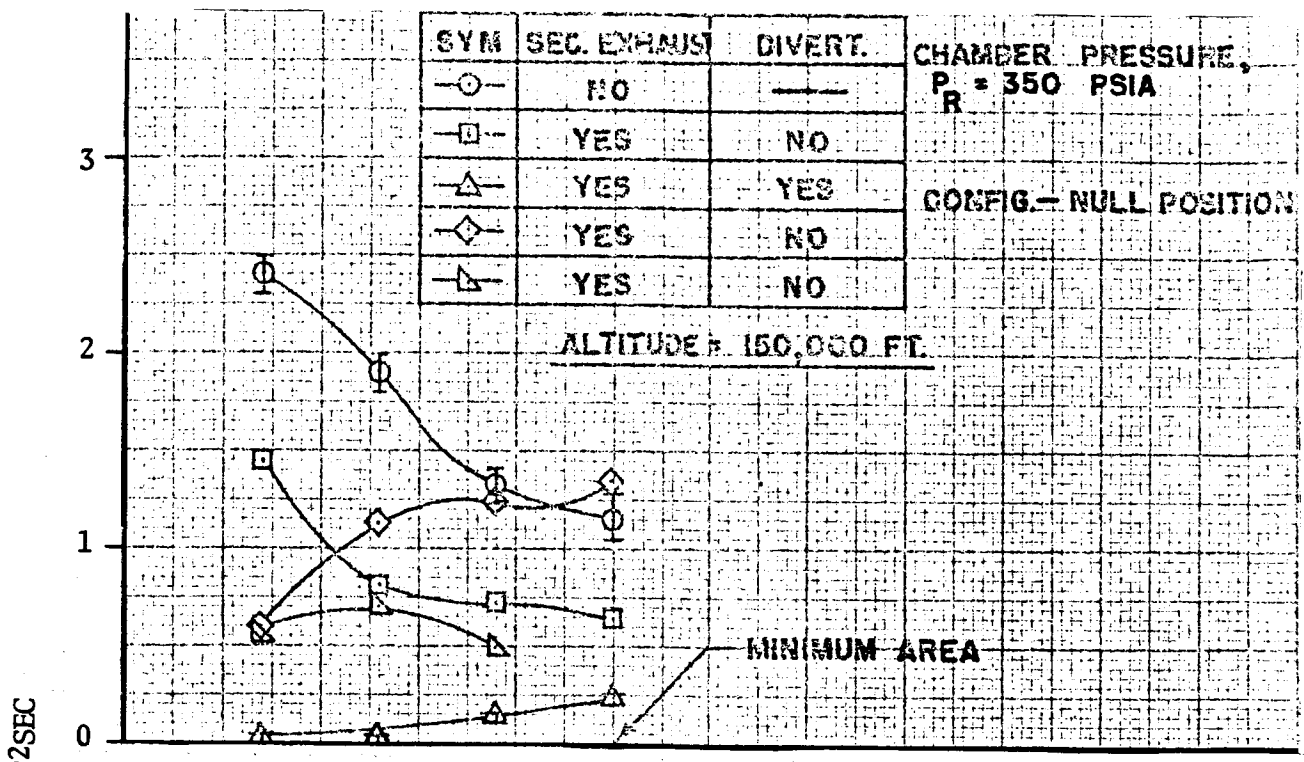 SYM SEC. EXHAUST DIVERT.
NO
YES NO
YES YES
YES NO
YES NO
CHAMBER PRESSURE,
P_R = 350 PSIA
CONFIG.— NULL POSITION
ALTITUDE = 150,000 FT.
3
2
1
0
MINIMUM AREA
2SEC